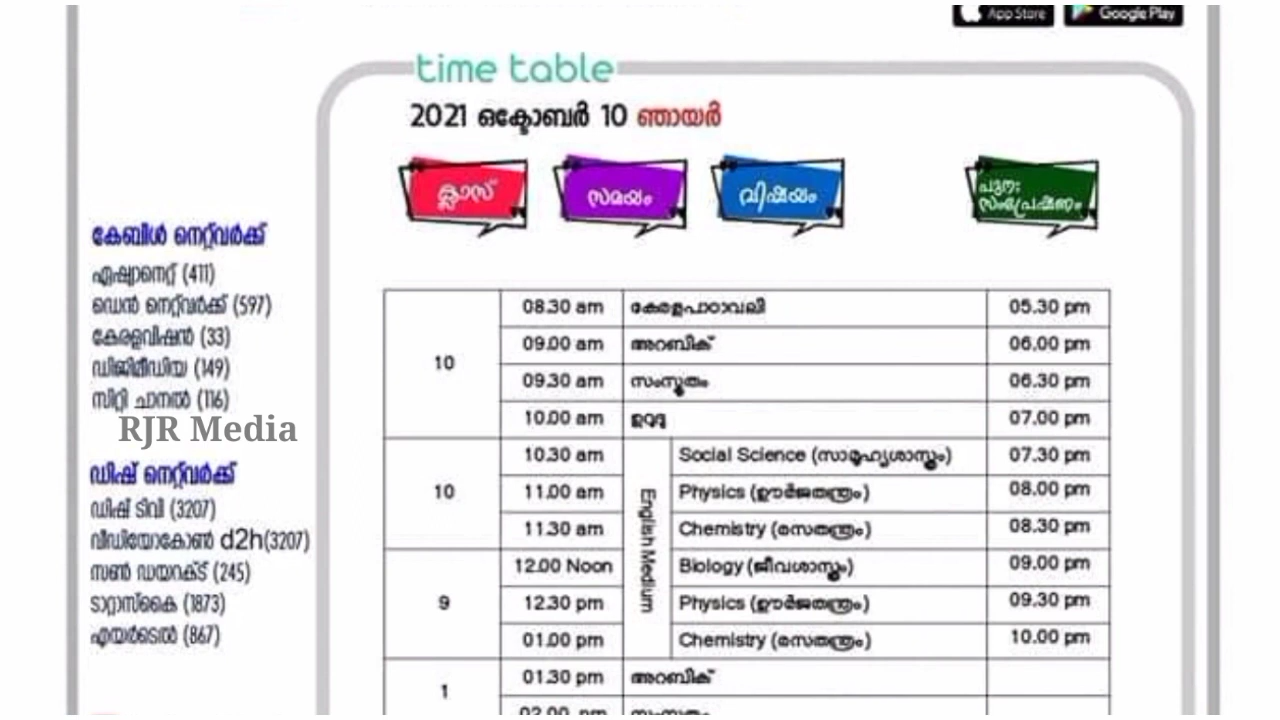 App Store Google Play
time table
2021 ഒക്ടോബർ 10 ഞായർ
ക്ലാസ് സമയം വിഷയം പുന: സംപ്രേഷണം
കേബിൾ നെറ്റ്‌വർക്ക്
ഏഷ്യാനെറ്റ് (411)
ഡെൻ നെറ്റ്‌വർക്ക് (597)
കേരളവിഷൻ (33)
ഡിജിമീഡിയ (149)
സിറ്റി ചാനൽ (116)
RJR Media
ഡിഷ് നെറ്റ്‌വർക്ക്
ഡിഷ് ടിവി (3207)
വീഡിയോകോൺ d2h(3207)
സൺ ഡയറക്ട് (245)
ടാറ്റാസ്കൈ (1873)
എയർടെൽ (867)
10
08.30 am കേരളപാഠാവലി 05.30 pm
09.00 am അറബിക് 06.00 pm
09.30 am സംസ്കൃതം 06.30 pm
10.00 am ഉറുദു 07.00 pm
10
English Medium
10.30 am Social Science (സാമൂഹ്യശാസ്ത്രം) 07.30 pm
11.00 am Physics (ഊർജതന്ത്രം) 08.00 pm
11.30 am Chemistry (രസതന്ത്രം) 08.30 pm
9
12.00 Noon Biology (ജീവശാസ്ത്രം) 09.00 pm
12.30 pm Physics (ഊർജതന്ത്രം) 09.30 pm
01.00 pm Chemistry (രസതന്ത്രം) 10.00 pm
1
01.30 pm അറബിക്
02.00 pm സംസ്കൃതം